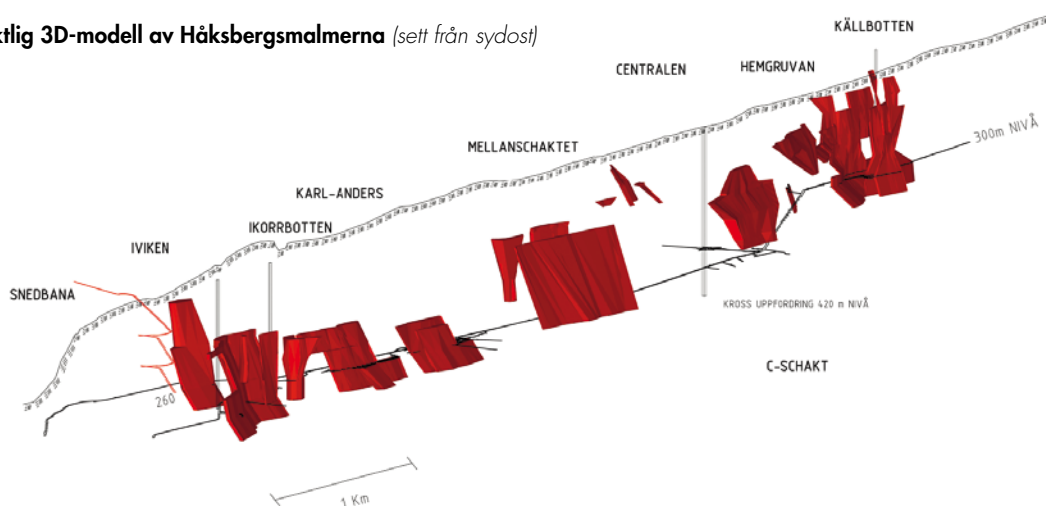 ktlig 3D-modell av Håksbergsmalmerna (sett från sydost)
KÄLLBOTTEN
CENTRALEN
HEMGRUVAN
300m NIVÅ
MELLANSCHAKTET
KARL-ANDERS
IKORRBOTTEN
IVIKEN
SNEDBANA
KROSS UPPFORDRING 420 m NIVÅ
C-SCHAKT
260
1 Km